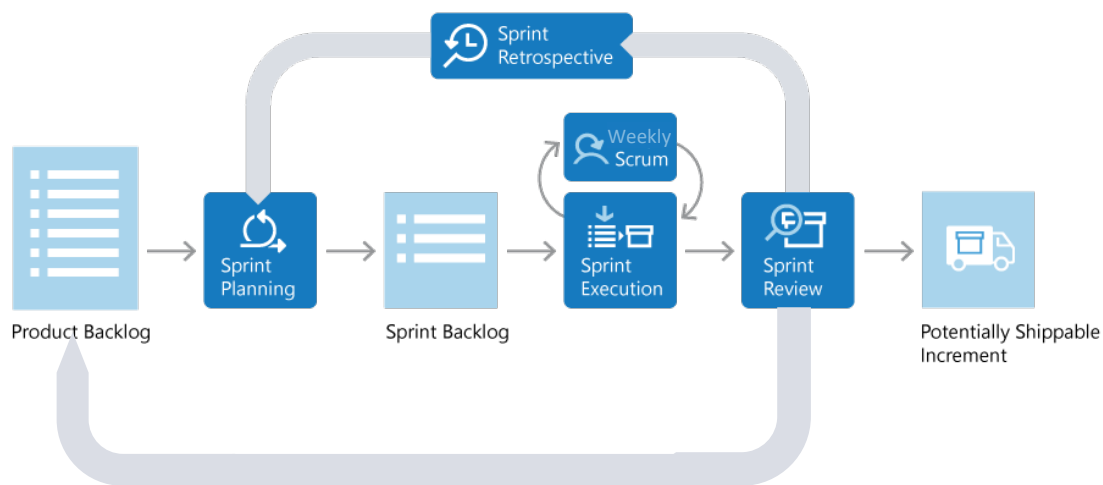 Sprint
Retrospective
Weekly
Scrum
Sprint
Planning
Sprint
Execution
Sprint
Review
Product Backlog
Sprint Backlog
Potentially Shippable
Increment